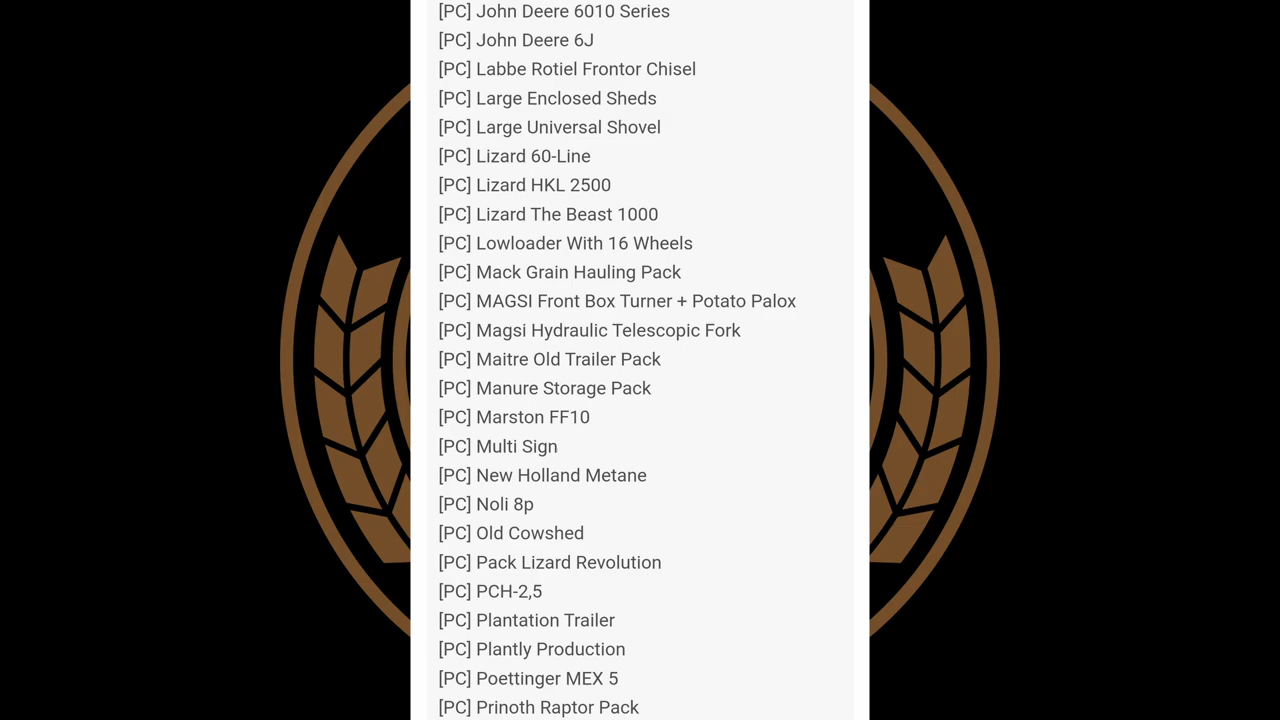 [PC] John Deere 6010 Series
[PC] John Deere 6J
[PC] Labbe Rotiel Frontor Chisel
[PC] Large Enclosed Sheds
[PC] Large Universal Shovel
[PC] Lizard 60-Line
[PC] Lizard HKL 2500
[PC] Lizard The Beast 1000
[PC] Lowloader With 16 Wheels
[PC] Mack Grain Hauling Pack
[PC] MAGSI Front Box Turner + Potato Palox
[PC] Magsi Hydraulic Telescopic Fork
[PC] Maitre Old Trailer Pack
[PC] Manure Storage Pack
[PC] Marston FF10
[PC] Multi Sign
[PC] New Holland Metane
[PC] Noli 8p
[PC] Old Cowshed
[PC] Pack Lizard Revolution
[PC] PCH-2,5
[PC] Plantation Trailer
[PC] Plantly Production
[PC] Poettinger MEX 5
[PC] Prinoth Raptor Pack